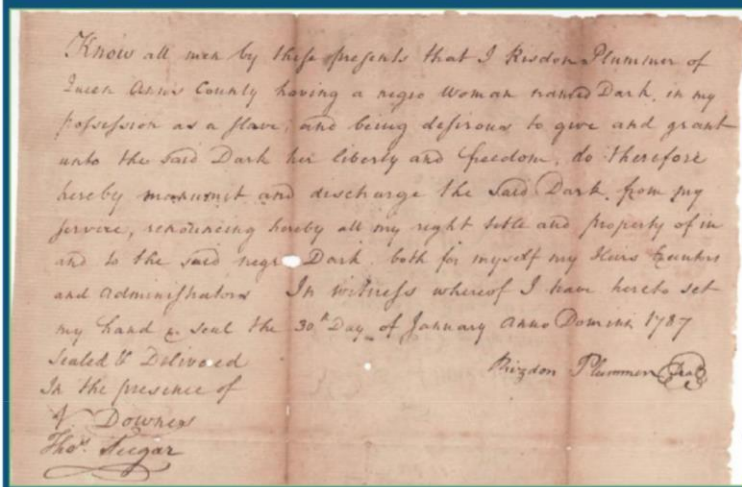 Know all men by these presents that I Risdon Plummer of
Queen Anns County having a negro Woman named Dark, in my
possession as a slave, and being desirous to give and grant
unto the said Dark her liberty and freedom, do therefore
hereby manumit and discharge the said Dark, from my
service, renouncing hereby all my right title and property of in
and to the said negro Dark, both for myself my Heirs
and administrators In witness whereof I have hereto set
my hand & seal the 30th Day of January Anno Domini 1787
Sealed & Delivered
In the presence of
Rizdon Plummer Seal
Downes
Thos.